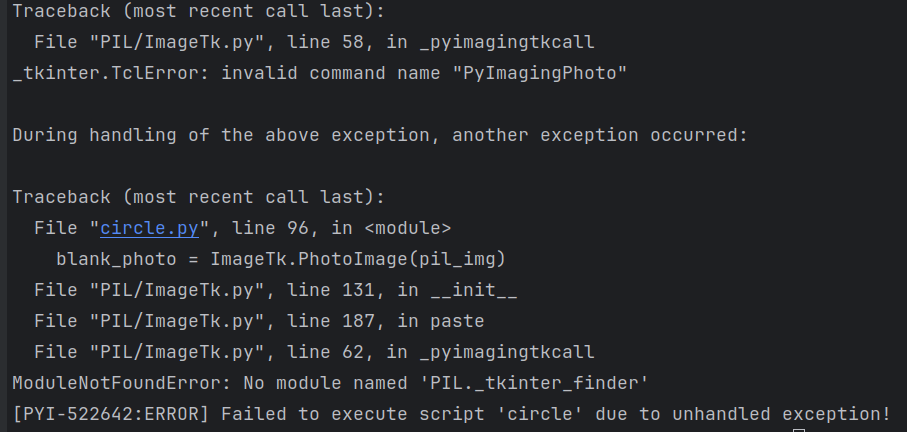 Traceback (most recent call last):
  File "PIL/ImageTk.py", line 58, in _pyimagingtkcall
_tkinter.TclError: invalid command name "PyImagingPhoto"

During handling of the above exception, another exception occurred:

Traceback (most recent call last):
  File "circle.py", line 96, in <module>
    blank_photo = ImageTk.PhotoImage(pil_img)
  File "PIL/ImageTk.py", line 131, in __init__
  File "PIL/ImageTk.py", line 187, in paste
  File "PIL/ImageTk.py", line 62, in _pyimagingtkcall
ModuleNotFoundError: No module named 'PIL._tkinter_finder'
[PYI-522642:ERROR] Failed to execute script 'circle' due to unhandled exception!